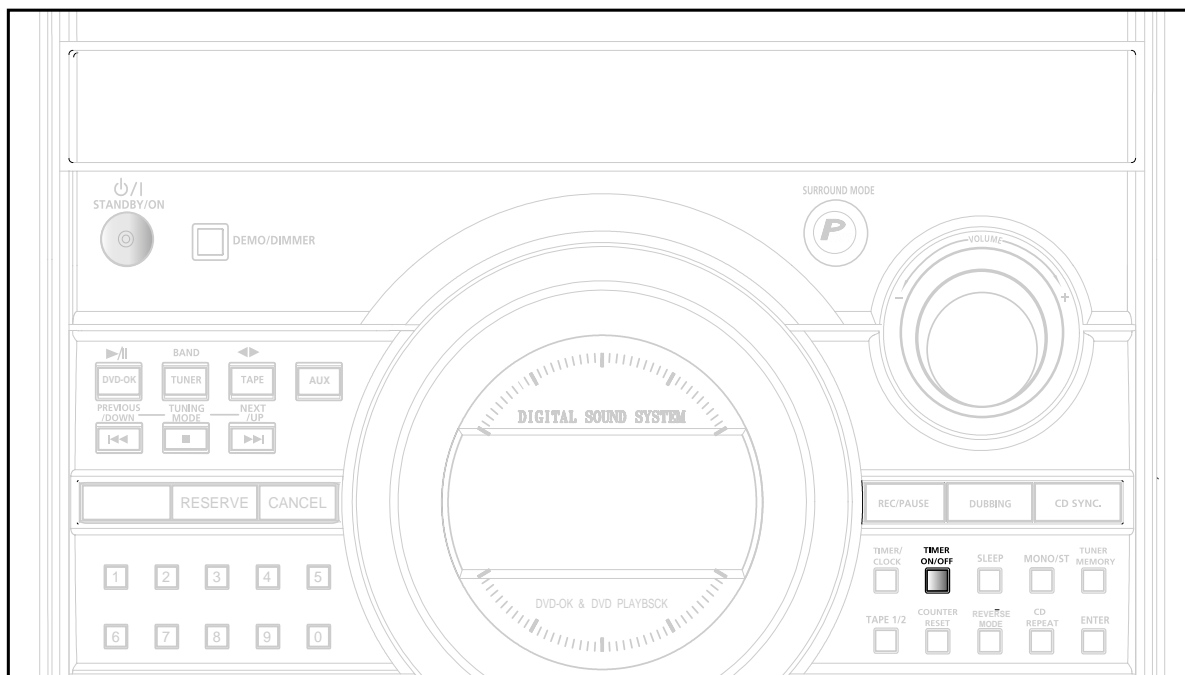 ⏻/I
STANDBY/ON
DEMO/DIMMER
SURROUND MODE
P
VOLUME
− +
▶/II BAND ◀▶
DVD-OK TUNER TAPE AUX
PREVIOUS
/DOWN
TUNING
MODE
NEXT
/UP
DIGITAL SOUND SYSTEM
RESERVE CANCEL
REC/PAUSE DUBBING CD SYNC.
TIMER/
CLOCK
TIMER
ON/OFF
SLEEP
MONO/ST
TUNER
MEMORY
1 2 3 4 5
DVD-OK & DVD PLAYBSCK
TAPE 1/2
COUNTER
RESET
REVERSE
MODE
CD
REPEAT
ENTER
6 7 8 9 0